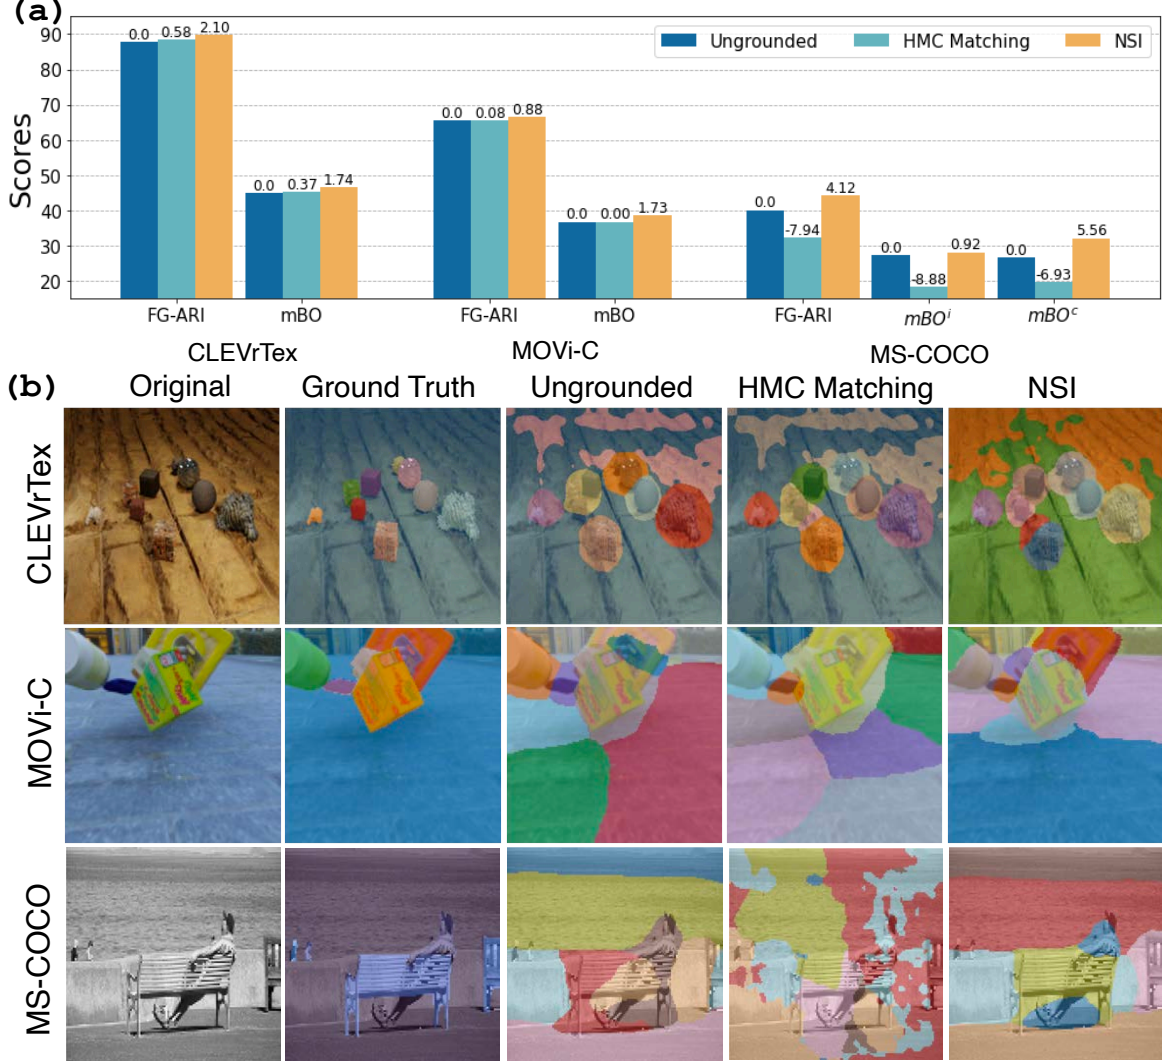 (a)
90
80
70
60
50
40
30
20
Scores
Ungrounded HMC Matching NSI
0.0 0.58 2.10
0.0 0.37 1.74
0.0 0.08 0.88
0.0 0.00 1.73
0.0 -7.94 4.12
0.0 -8.88 0.92
0.0 -6.93 5.56
FG-ARI mBO FG-ARI mBO FG-ARI mBO^i mBO^c
CLEVrTex MOVi-C MS-COCO
(b) Original Ground Truth Ungrounded HMC Matching NSI
CLEVrTex
MOVi-C
MS-COCO